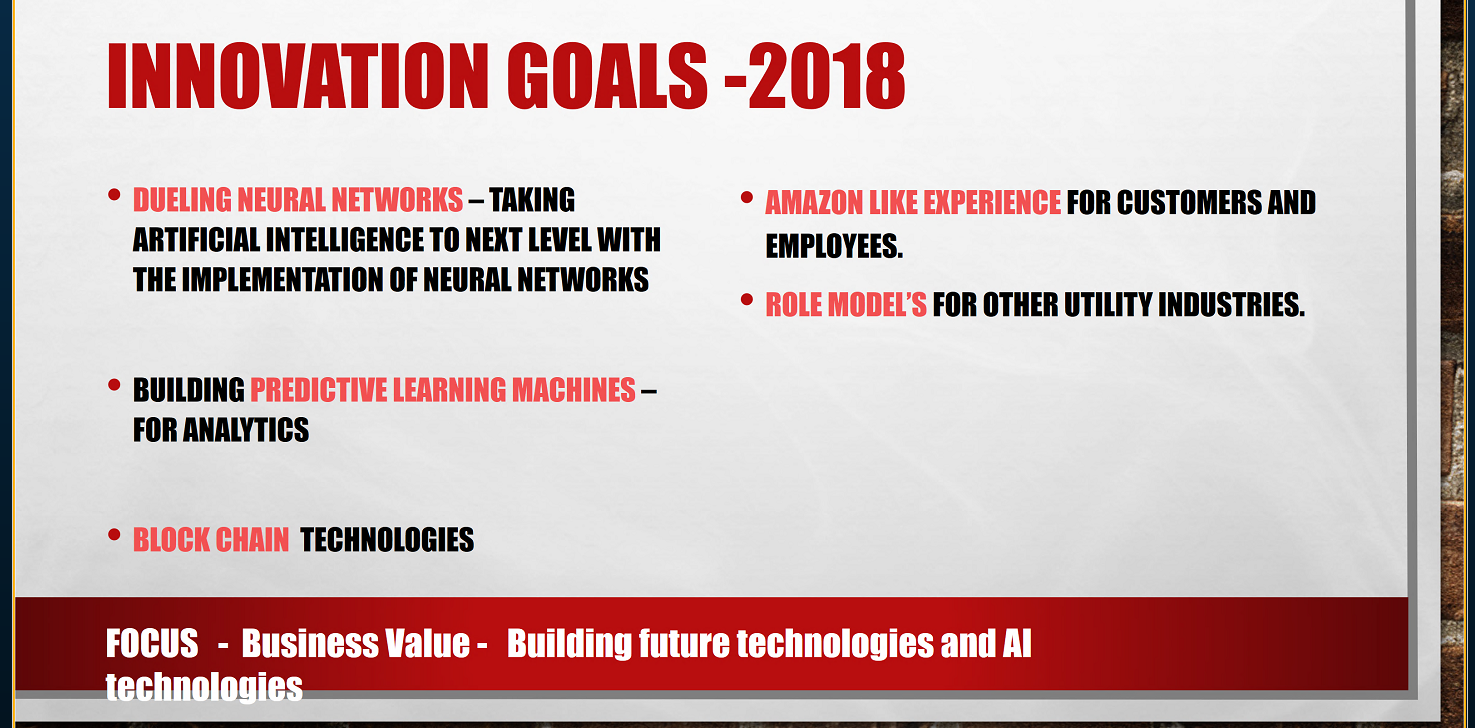 INNOVATION GOALS -2018
• DUELING NEURAL NETWORKS – TAKING
ARTIFICIAL INTELLIGENCE TO NEXT LEVEL WITH
THE IMPLEMENTATION OF NEURAL NETWORKS
• BUILDING PREDICTIVE LEARNING MACHINES –
FOR ANALYTICS
• BLOCK CHAIN TECHNOLOGIES
• AMAZON LIKE EXPERIENCE FOR CUSTOMERS AND
EMPLOYEES.
• ROLE MODEL’S FOR OTHER UTILITY INDUSTRIES.
FOCUS - Business Value - Building future technologies and AI
technologies